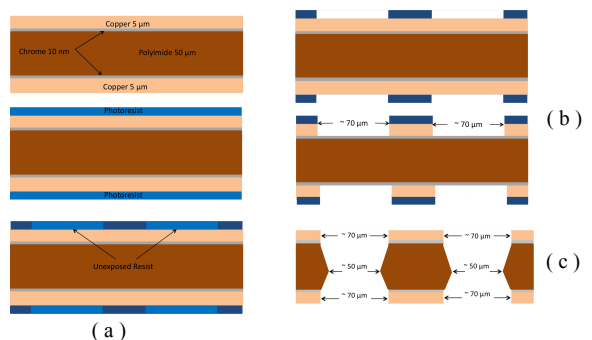 Copper 5 µm
Chrome 10 nm
Polyimide 50 µm
Copper 5 µm
Photoresist
Photoresist
Unexposed Resist
( a )
~ 70 µm
~ 70 µm
( b )
~ 70 µm
~ 70 µm
~ 50 µm
~ 50 µm
~ 70 µm
~ 70 µm
( c )